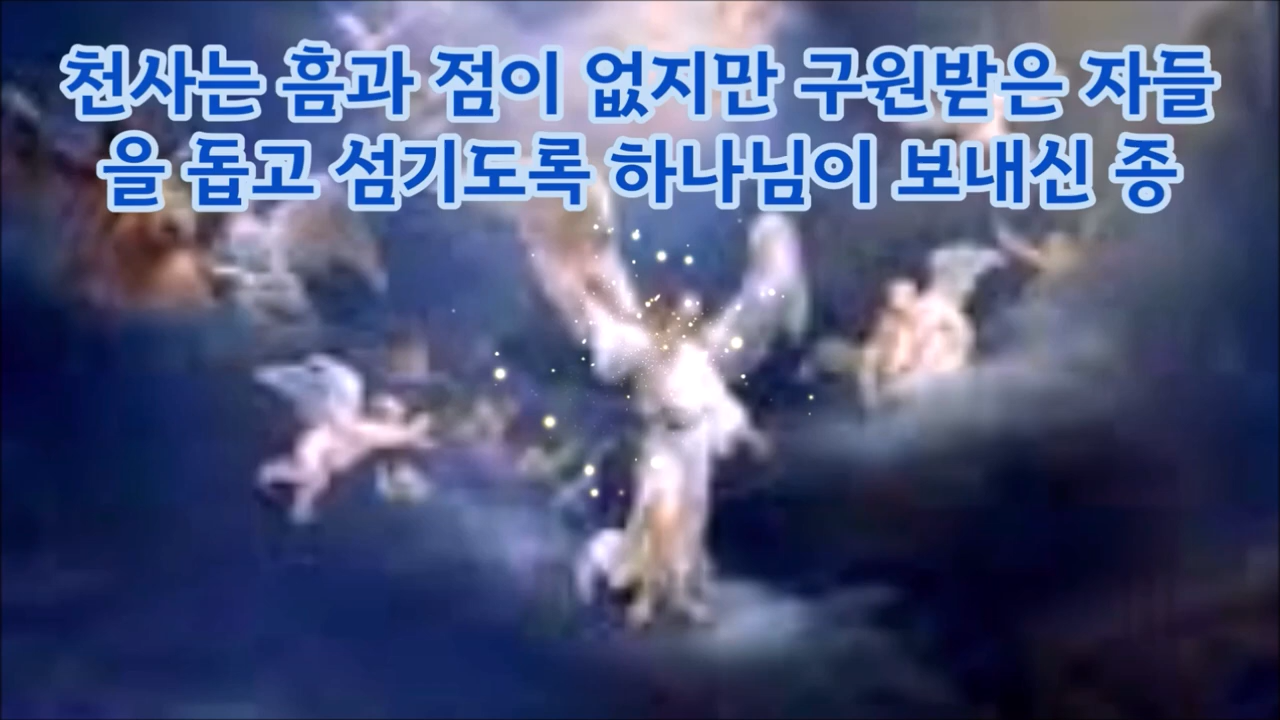 천사는 흠과 점이 없지만 구원받은 자들
을 돕고 섬기도록 하나님이 보내신 종